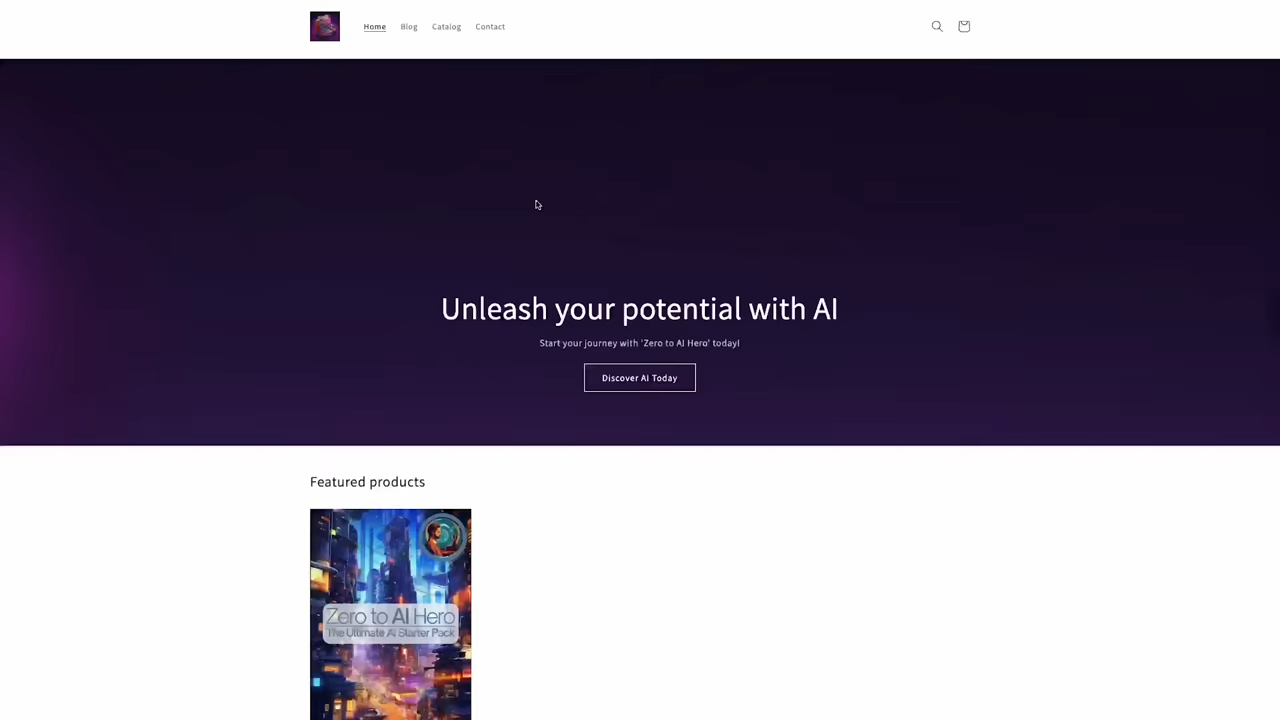 Home
Blog
Catalog
Contact
Unleash your potential with AI
Start your journey with 'Zero to AI Hero' today!
Discover AI Today
Featured products
Zero to AI Hero
The Ultimate AI Starter Pack